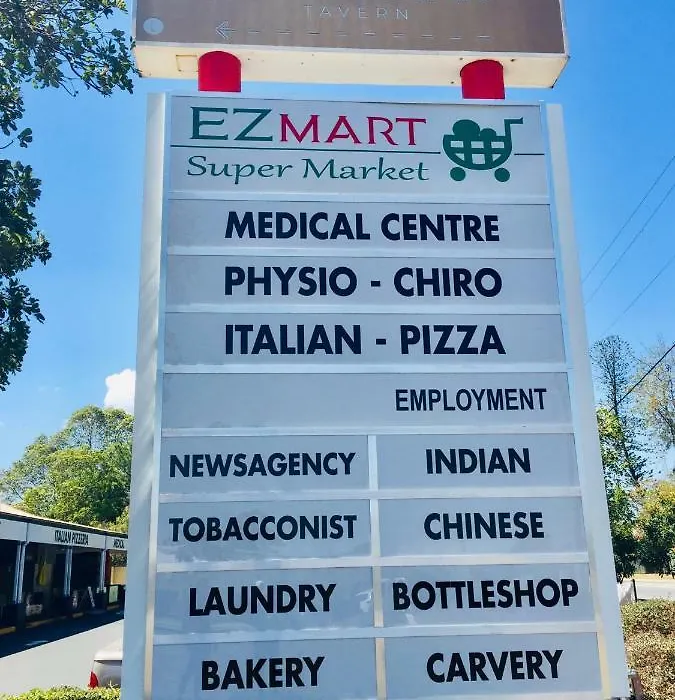 TAVERN
EZMART
Super Market
MEDICAL CENTRE
PHYSIO - CHIRO
ITALIAN - PIZZA
EMPLOYMENT
NEWSAGENCY INDIAN
TOBACCONIST CHINESE
LAUNDRY BOTTLESHOP
BAKERY CARVERY
ITALIAN PIZZERIA
MEDICAL